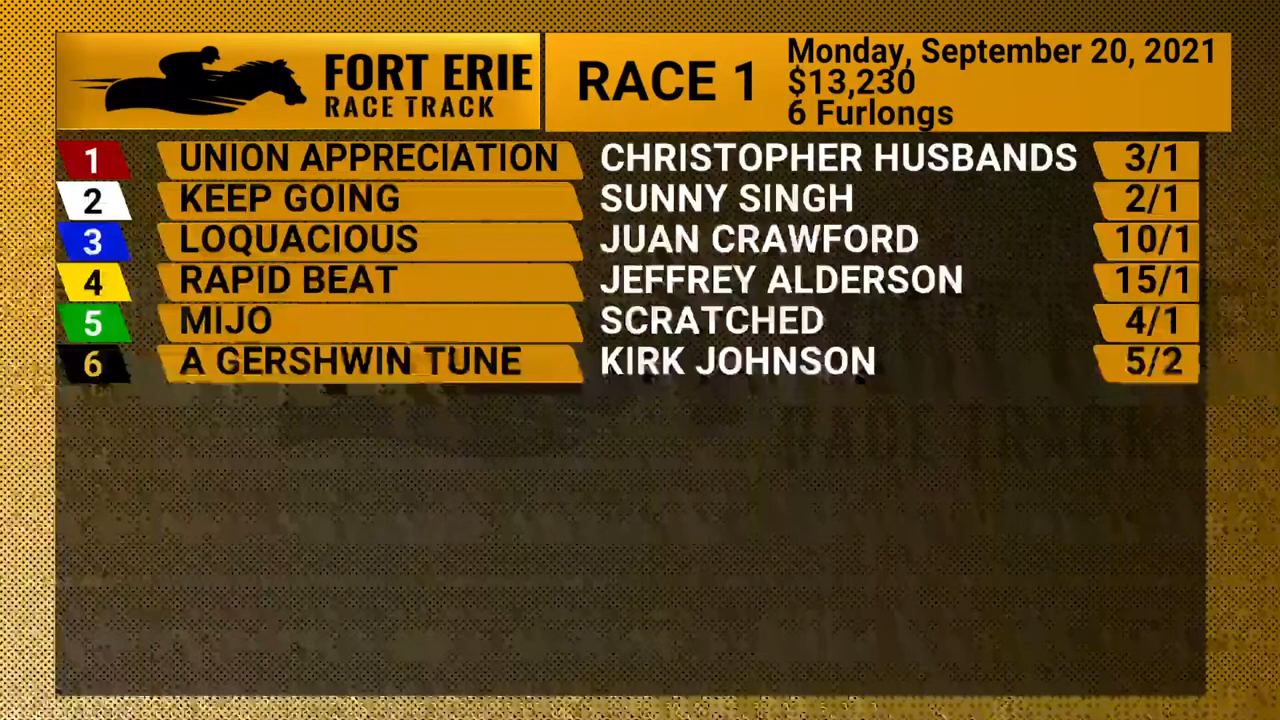 FORT ERIE
RACE TRACK
RACE 1
Monday, September 20, 2021
$13,230
6 Furlongs
1 UNION APPRECIATION CHRISTOPHER HUSBANDS 3/1
2 KEEP GOING SUNNY SINGH 2/1
3 LOQUACIOUS JUAN CRAWFORD 10/1
4 RAPID BEAT JEFFREY ALDERSON 15/1
5 MIJO SCRATCHED 4/1
6 A GERSHWIN TUNE KIRK JOHNSON 5/2